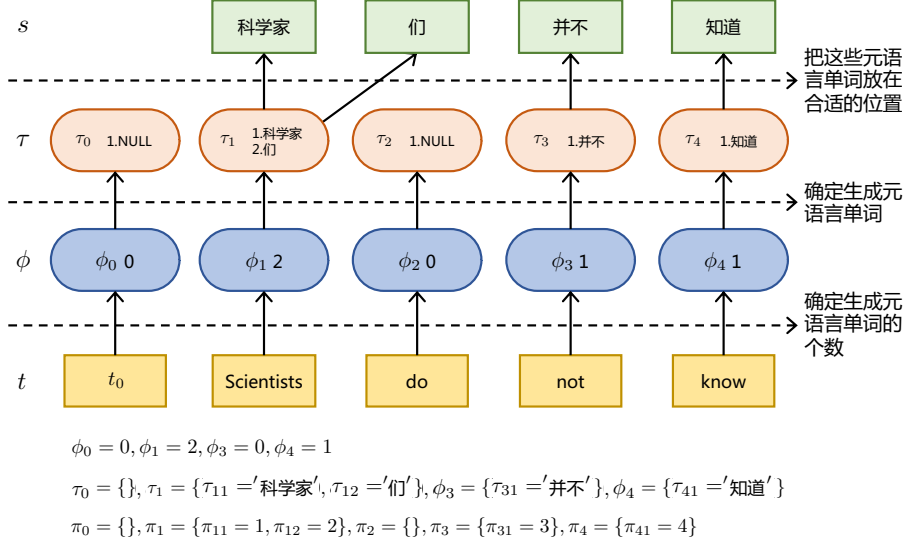 s 科学家 们 并不 知道
把这些元语
言单词放在
合适的位置
τ τ₀ 1.NULL τ₁ 1.科学家 2.们 τ₂ 1.NULL τ₃ 1.并不 τ₄ 1.知道
确定生成元
语言单词
ϕ ϕ₀ 0 ϕ₁ 2 ϕ₂ 0 ϕ₃ 1 ϕ₄ 1
确定生成元
语言单词的
个数
t t₀ Scientists do not know
ϕ₀ = 0, ϕ₁ = 2, ϕ₃ = 0, ϕ₄ = 1
τ₀ = {}, τ₁ = {τ₁₁ ='科学家', τ₁₂ ='们'}, ϕ₃ = {τ₃₁ ='并不'}, ϕ₄ = {τ₄₁ ='知道'}
π₀ = {}, π₁ = {π₁₁ = 1, π₁₂ = 2}, π₂ = {}, π₃ = {π₃₁ = 3}, π₄ = {π₄₁ = 4}